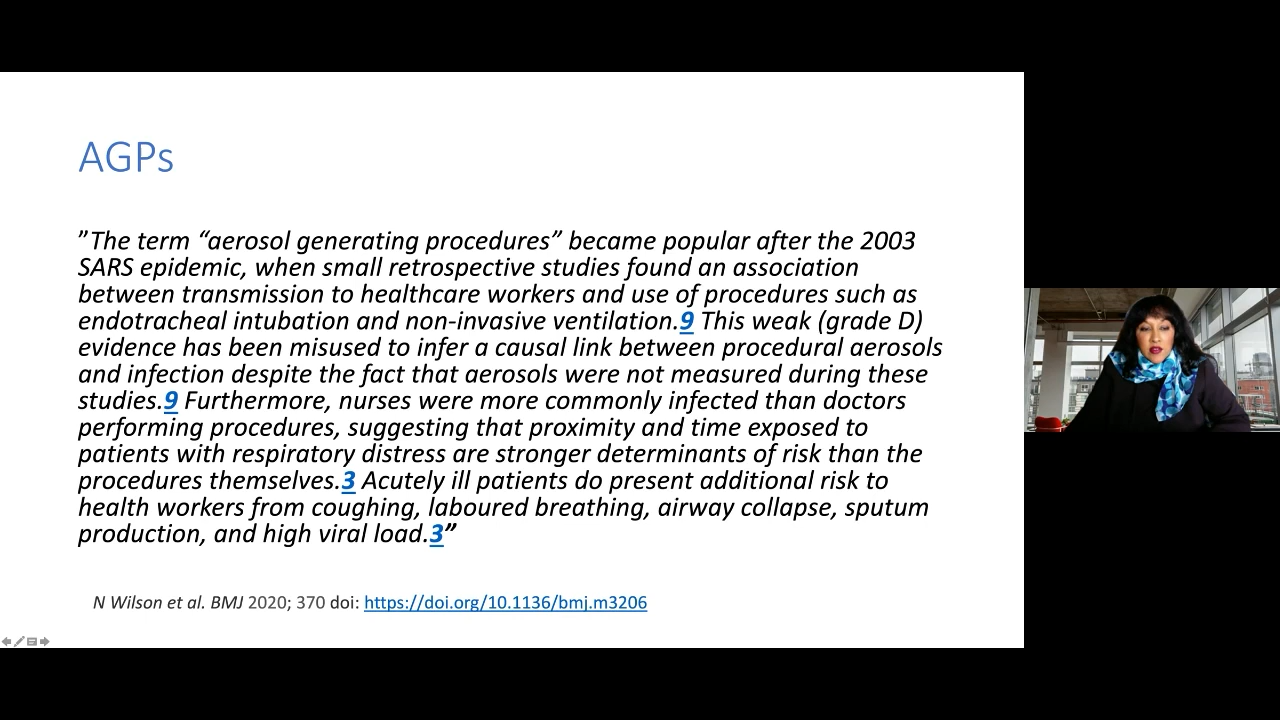 AGPs
”The term “aerosol generating procedures” became popular after the 2003
SARS epidemic, when small retrospective studies found an association
between transmission to healthcare workers and use of procedures such as
endotracheal intubation and non-invasive ventilation.9 This weak (grade D)
evidence has been misused to infer a causal link between procedural aerosols
and infection despite the fact that aerosols were not measured during these
studies.9 Furthermore, nurses were more commonly infected than doctors
performing procedures, suggesting that proximity and time exposed to
patients with respiratory distress are stronger determinants of risk than the
procedures themselves.3 Acutely ill patients do present additional risk to
health workers from coughing, laboured breathing, airway collapse, sputum
production, and high viral load.3”
N Wilson et al. BMJ 2020; 370 doi: https://doi.org/10.1136/bmj.m3206